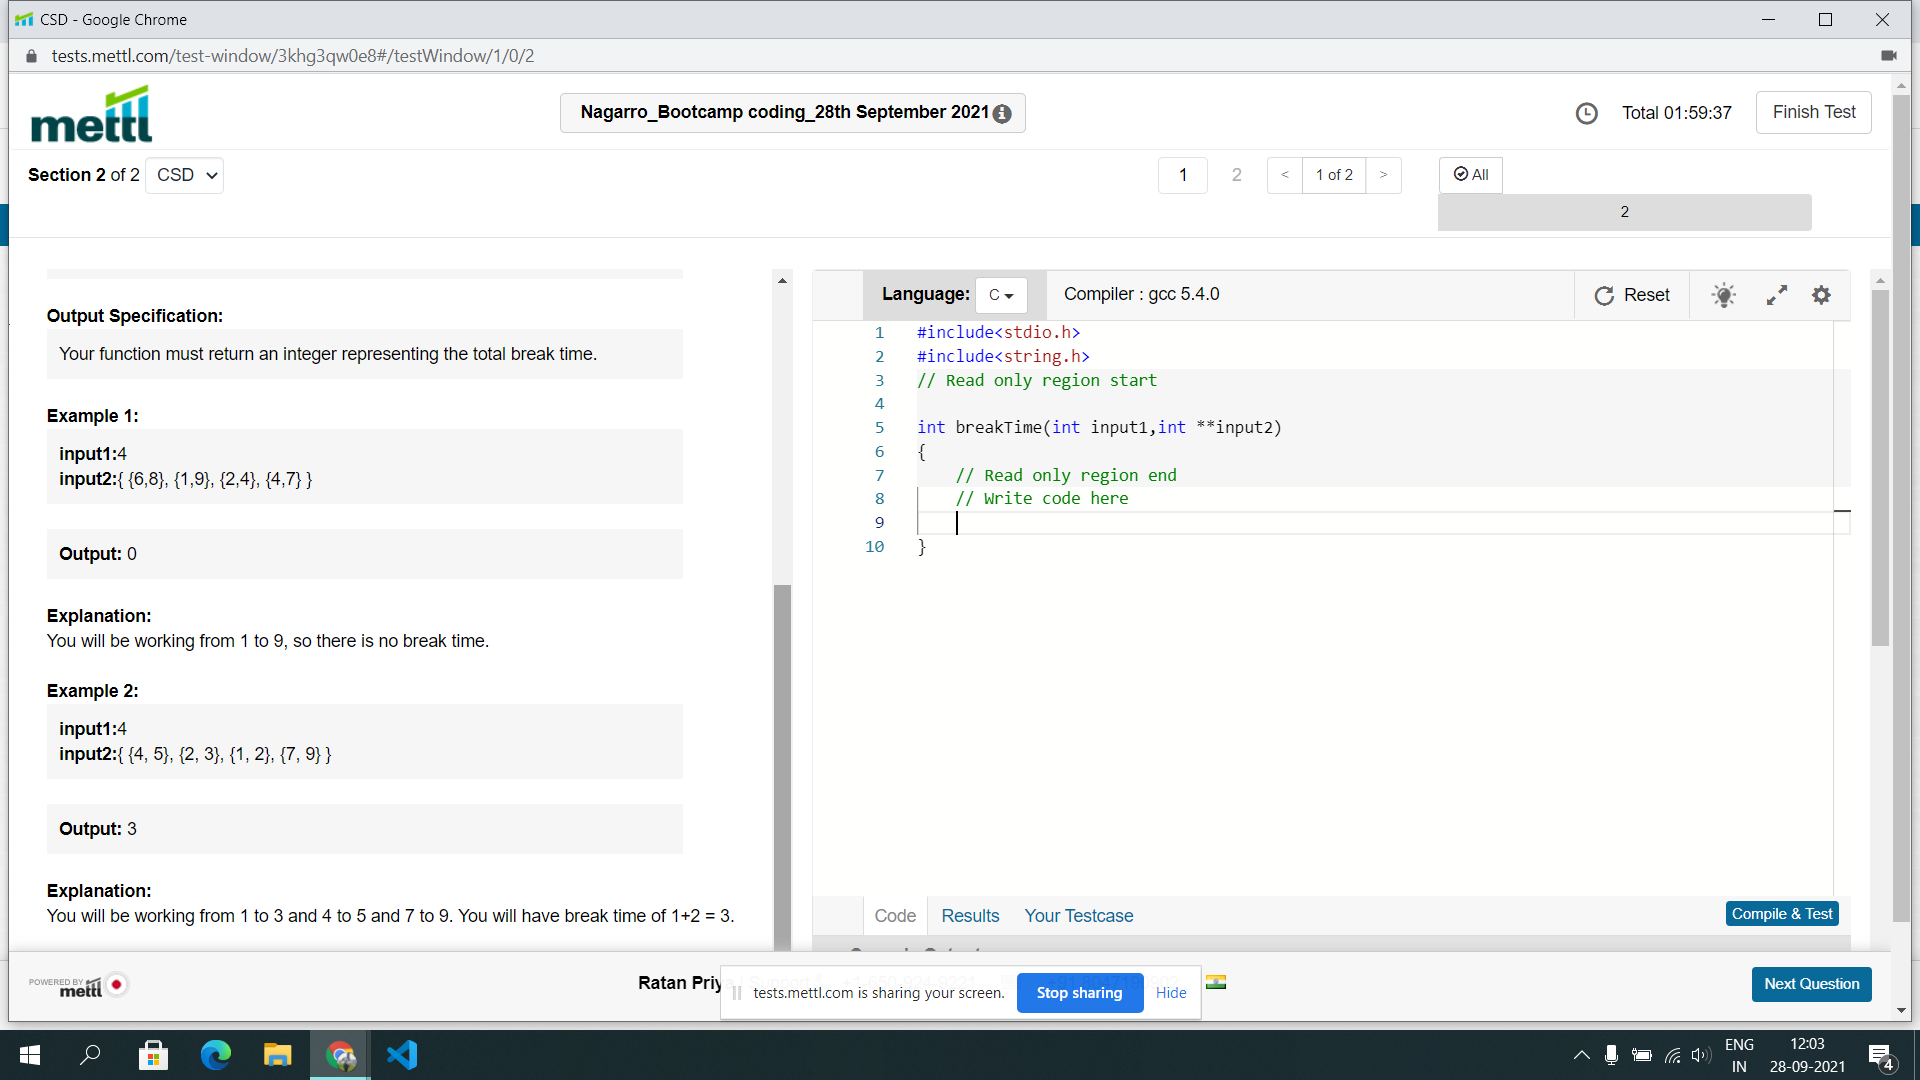 CSD - Google Chrome
tests.mettl.com/test-window/3khg3qw0e8#/testWindow/1/0/2
mettl
Nagarro_Bootcamp coding_28th September 2021
Total 01:59:37
Finish Test
Section 2 of 2 CSD
1 2 < 1 of 2 > All
2
Output Specification:
Your function must return an integer representing the total break time.
Example 1:
input1:4
input2:{ {6,8}, {1,9}, {2,4}, {4,7} }
Output: 0
Explanation:
You will be working from 1 to 9, so there is no break time.
Example 2:
input1:4
input2:{ {4, 5}, {2, 3}, {1, 2}, {7, 9} }
Output: 3
Explanation:
You will be working from 1 to 3 and 4 to 5 and 7 to 9. You will have break time of 1+2 = 3.
Language: C Compiler : gcc 5.4.0 Reset
1 #include<stdio.h>
2 #include<string.h>
3 // Read only region start
4
5 int breakTime(int input1,int **input2)
6 {
7 // Read only region end
8 // Write code here
9
10 }
Code Results Your Testcase
Compile & Test
POWERED BY mettl
Ratan
tests.mettl.com is sharing your screen. Stop sharing Hide
Next Question
ENG
IN
12:03
28-09-2021
4